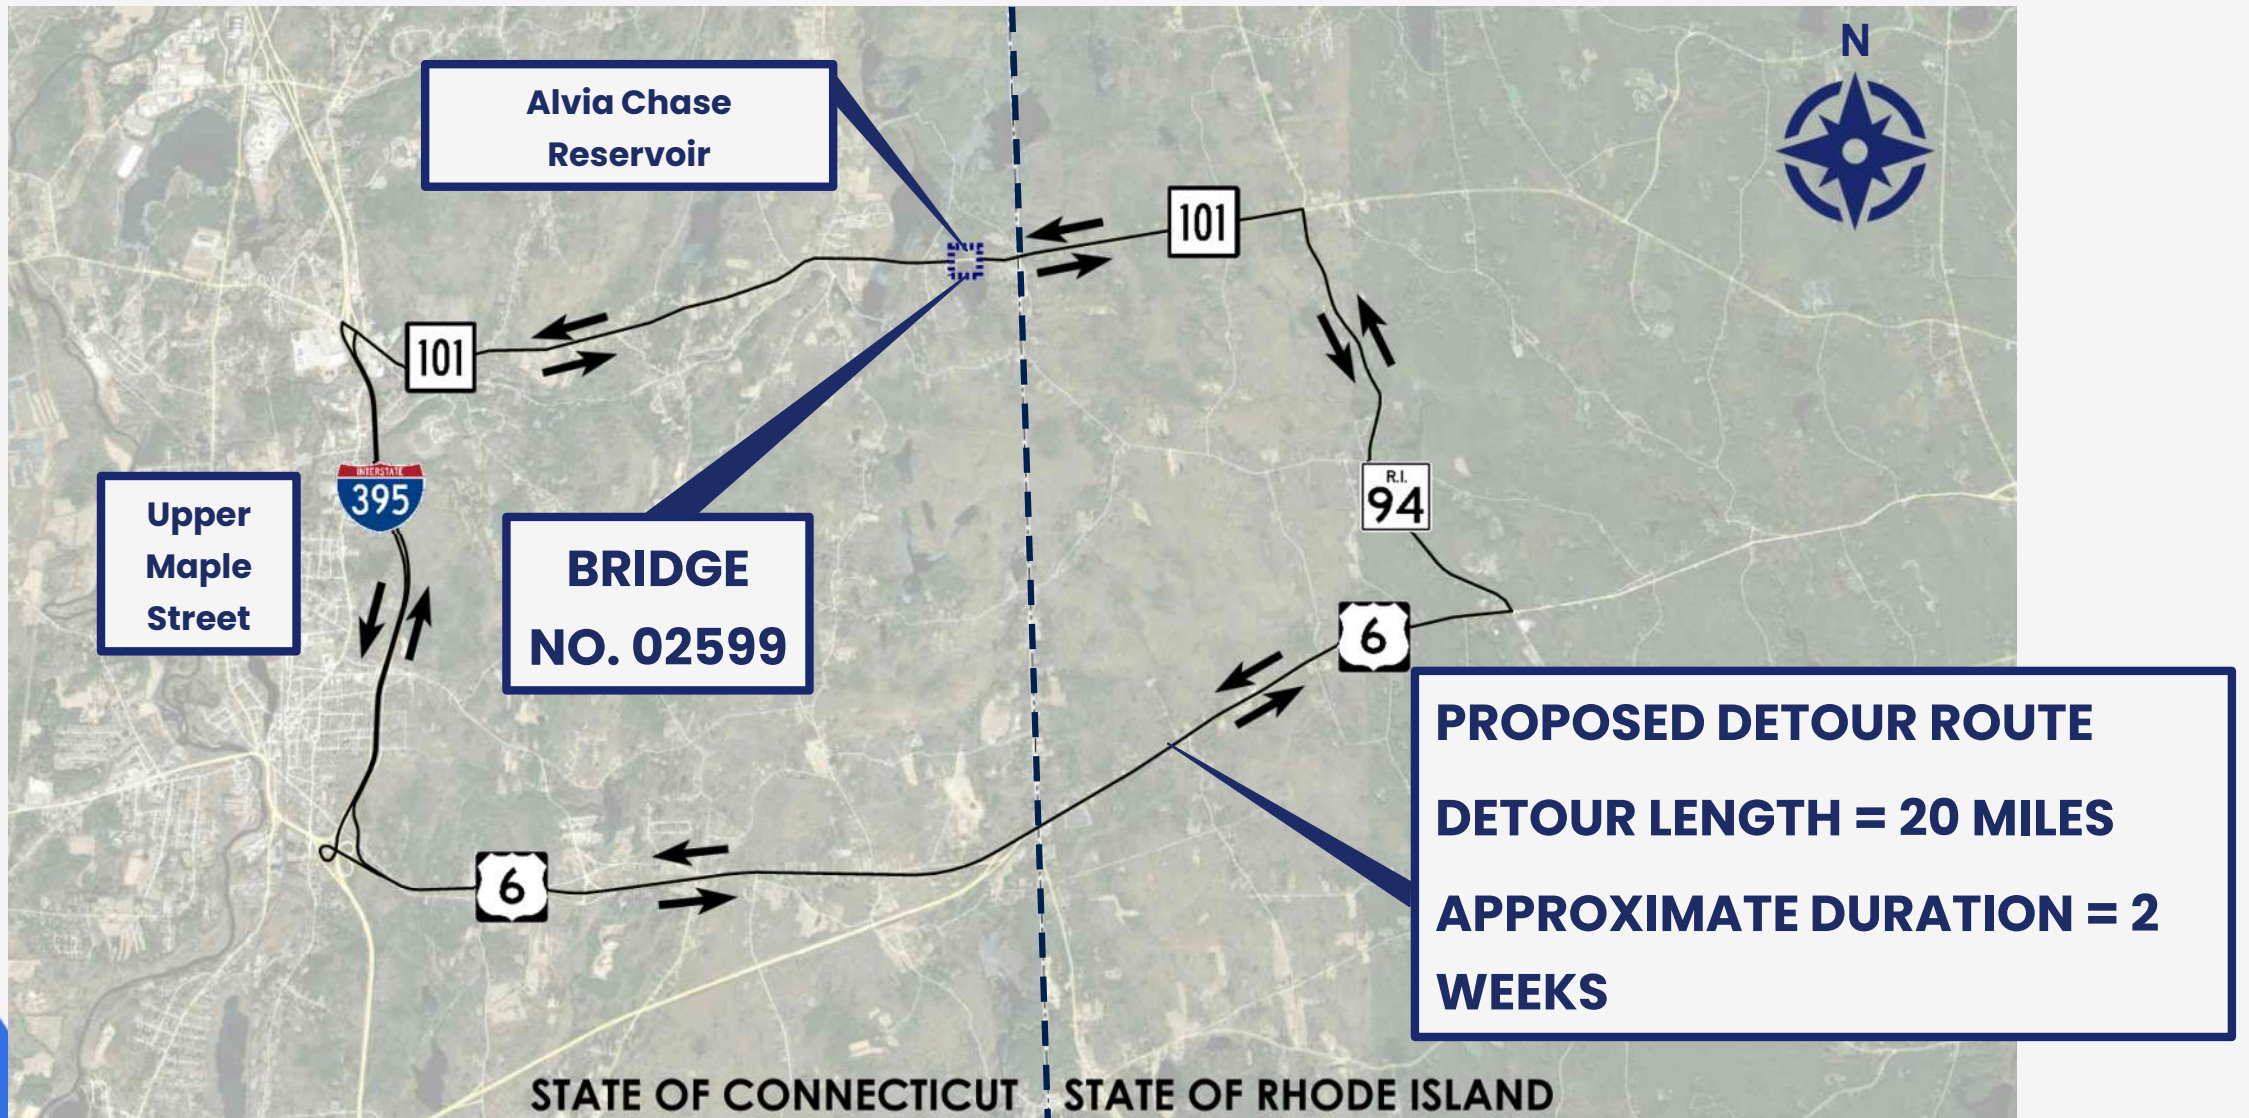 N
Alvia Chase
Reservoir
101
101
INTERSTATE
395
R.I.
94
Upper
Maple
Street
BRIDGE
NO. 02599
6
6
PROPOSED DETOUR ROUTE
DETOUR LENGTH = 20 MILES
APPROXIMATE DURATION = 2
WEEKS
STATE OF CONNECTICUT
STATE OF RHODE ISLAND